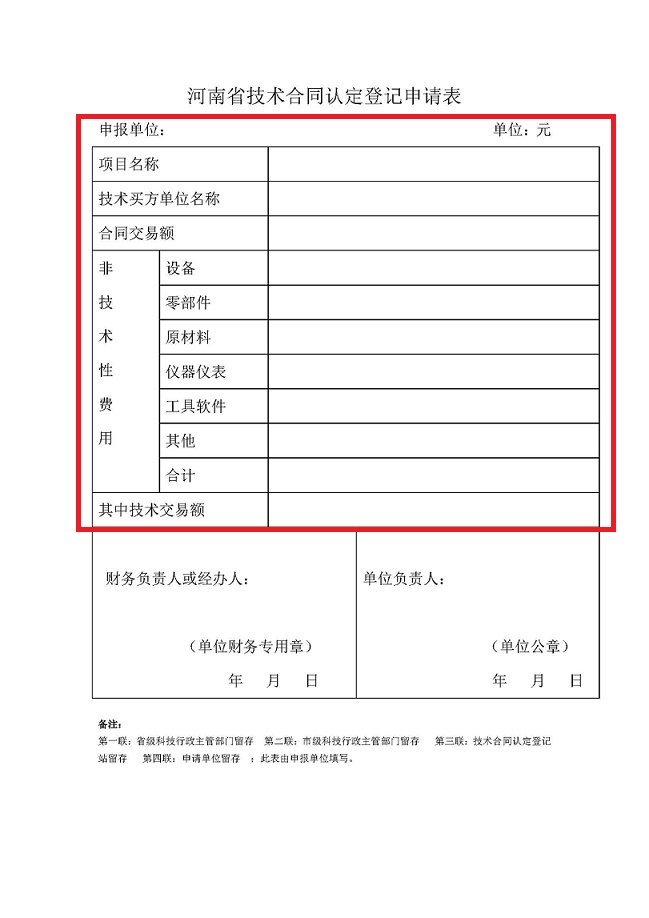 河南省技术合同认定登记申请表
申报单位： 单位：元
项目名称
技术买方单位名称
合同交易额
非技术性费用
设备
零部件
原材料
仪器仪表
工具软件
其他
合计
其中技术交易额
财务负责人或经办人： 单位负责人：
（单位财务专用章） （单位公章）
年 月 日 年 月 日
备注：
第一联：省级科技行政主管部门留存 第二联：市级科技行政主管部门留存 第三联：技术合同认定登记
站留存 第四联：申请单位留存 ；此表由申报单位填写。